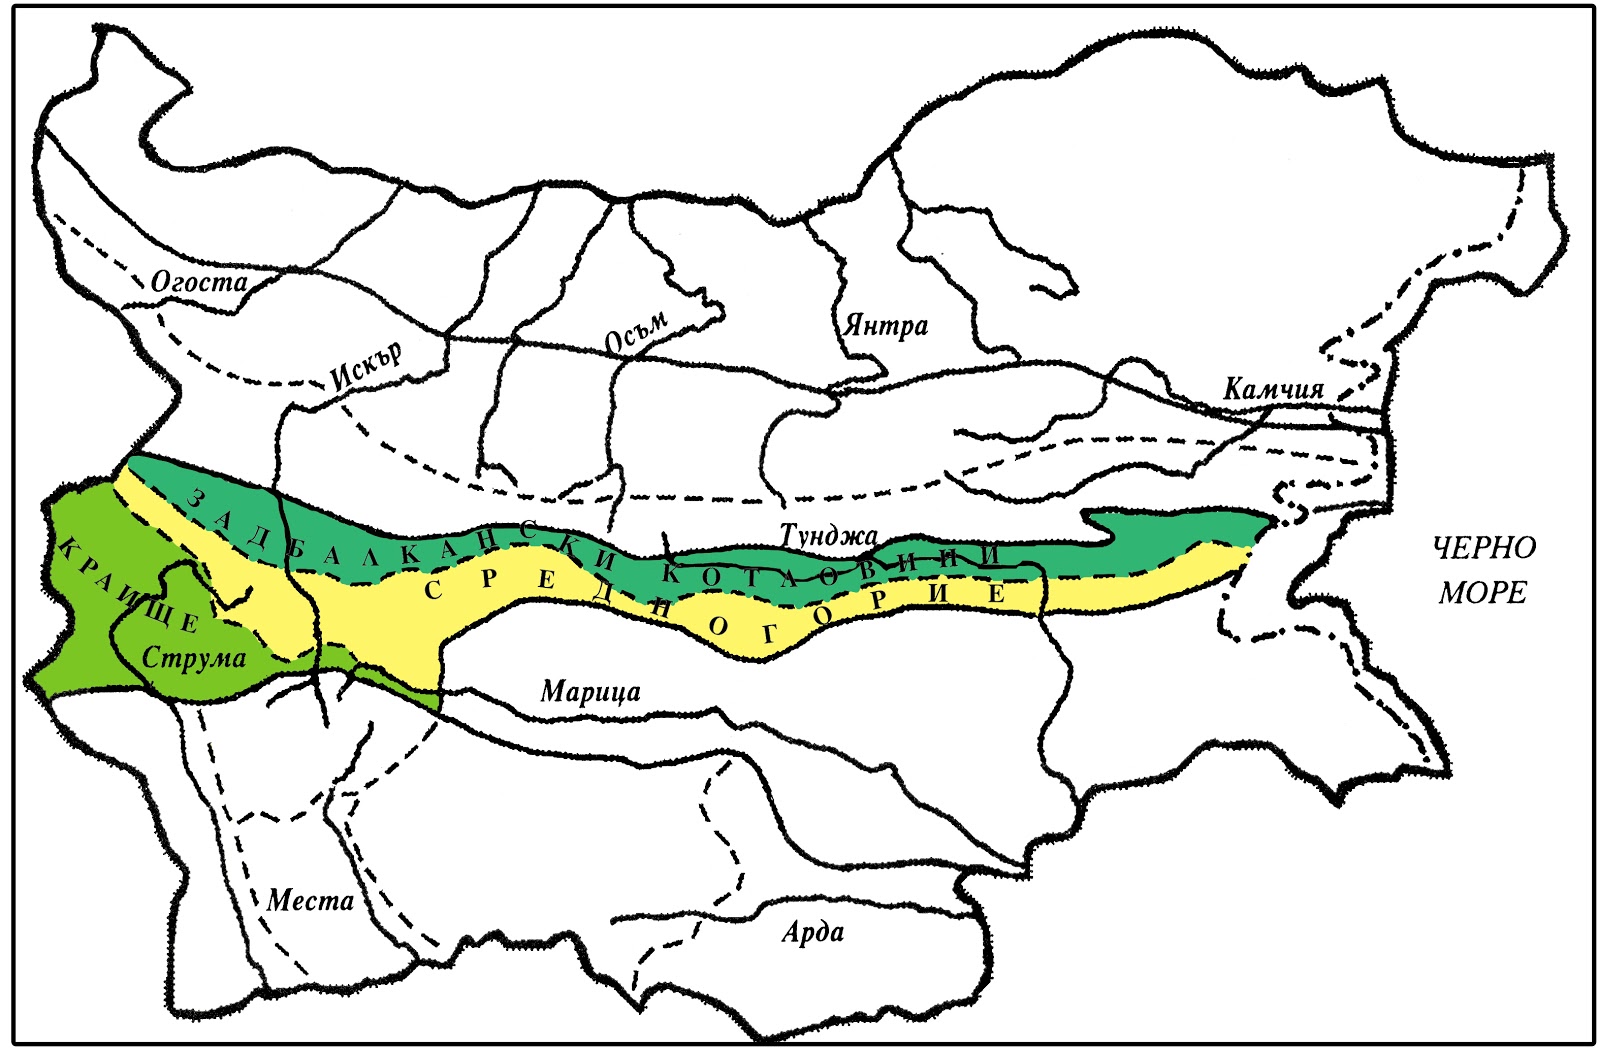 Огоста
Искър
Осъм
Янтра
Камчия
ЗАДБАЛКАНСКИ КОТЛОВИНИ
Тунджа
ЧЕРНО
МОРЕ
КРАИЩЕ
СРЕДНОГОРИЕ
Струма
Марица
Места
Арда